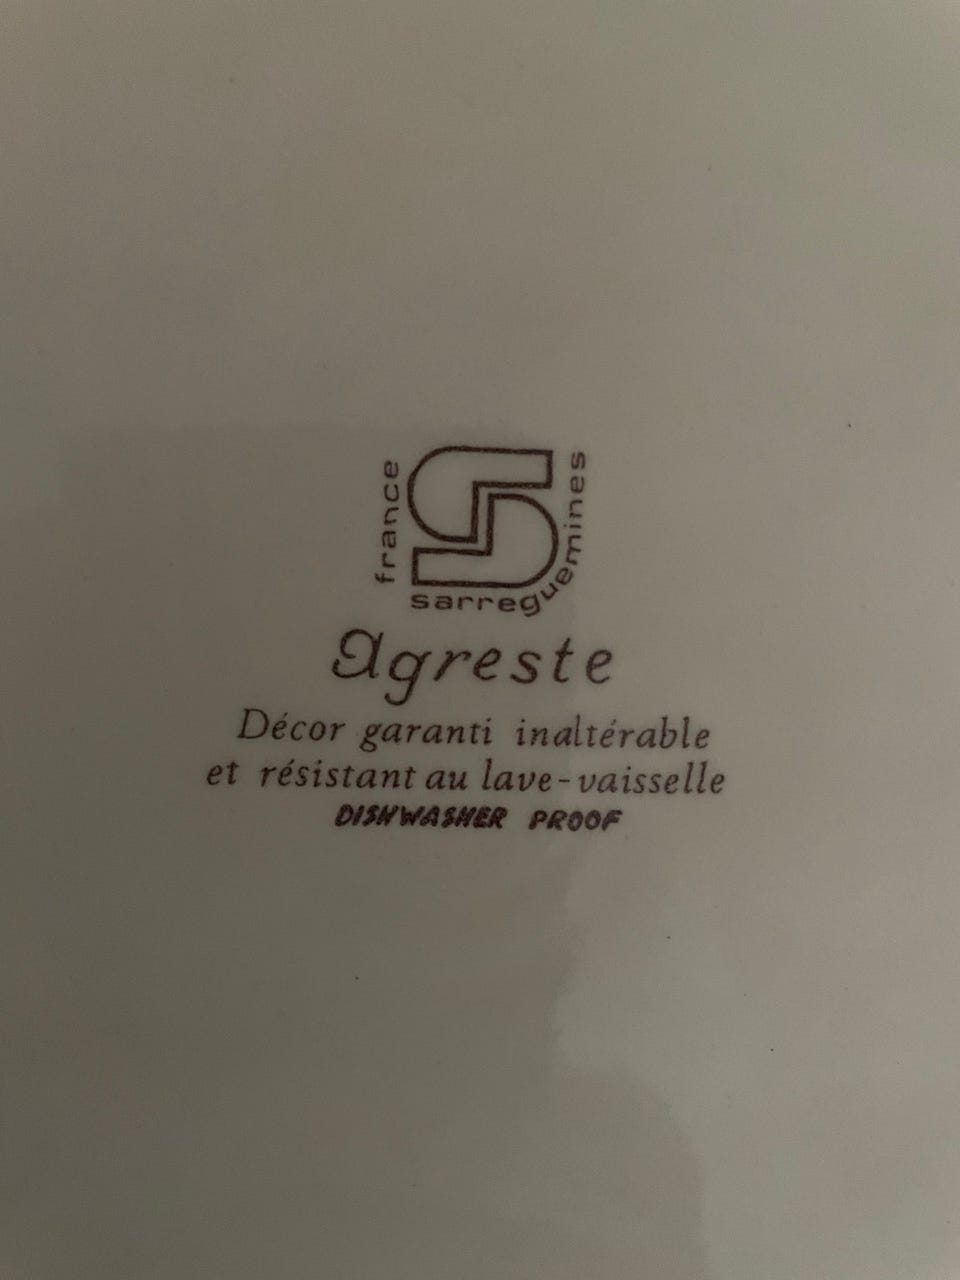 france
S
sarreguemines
Agreste
Décor garanti inaltérable
et résistant au lave-vaisselle
DISHWASHER PROOF